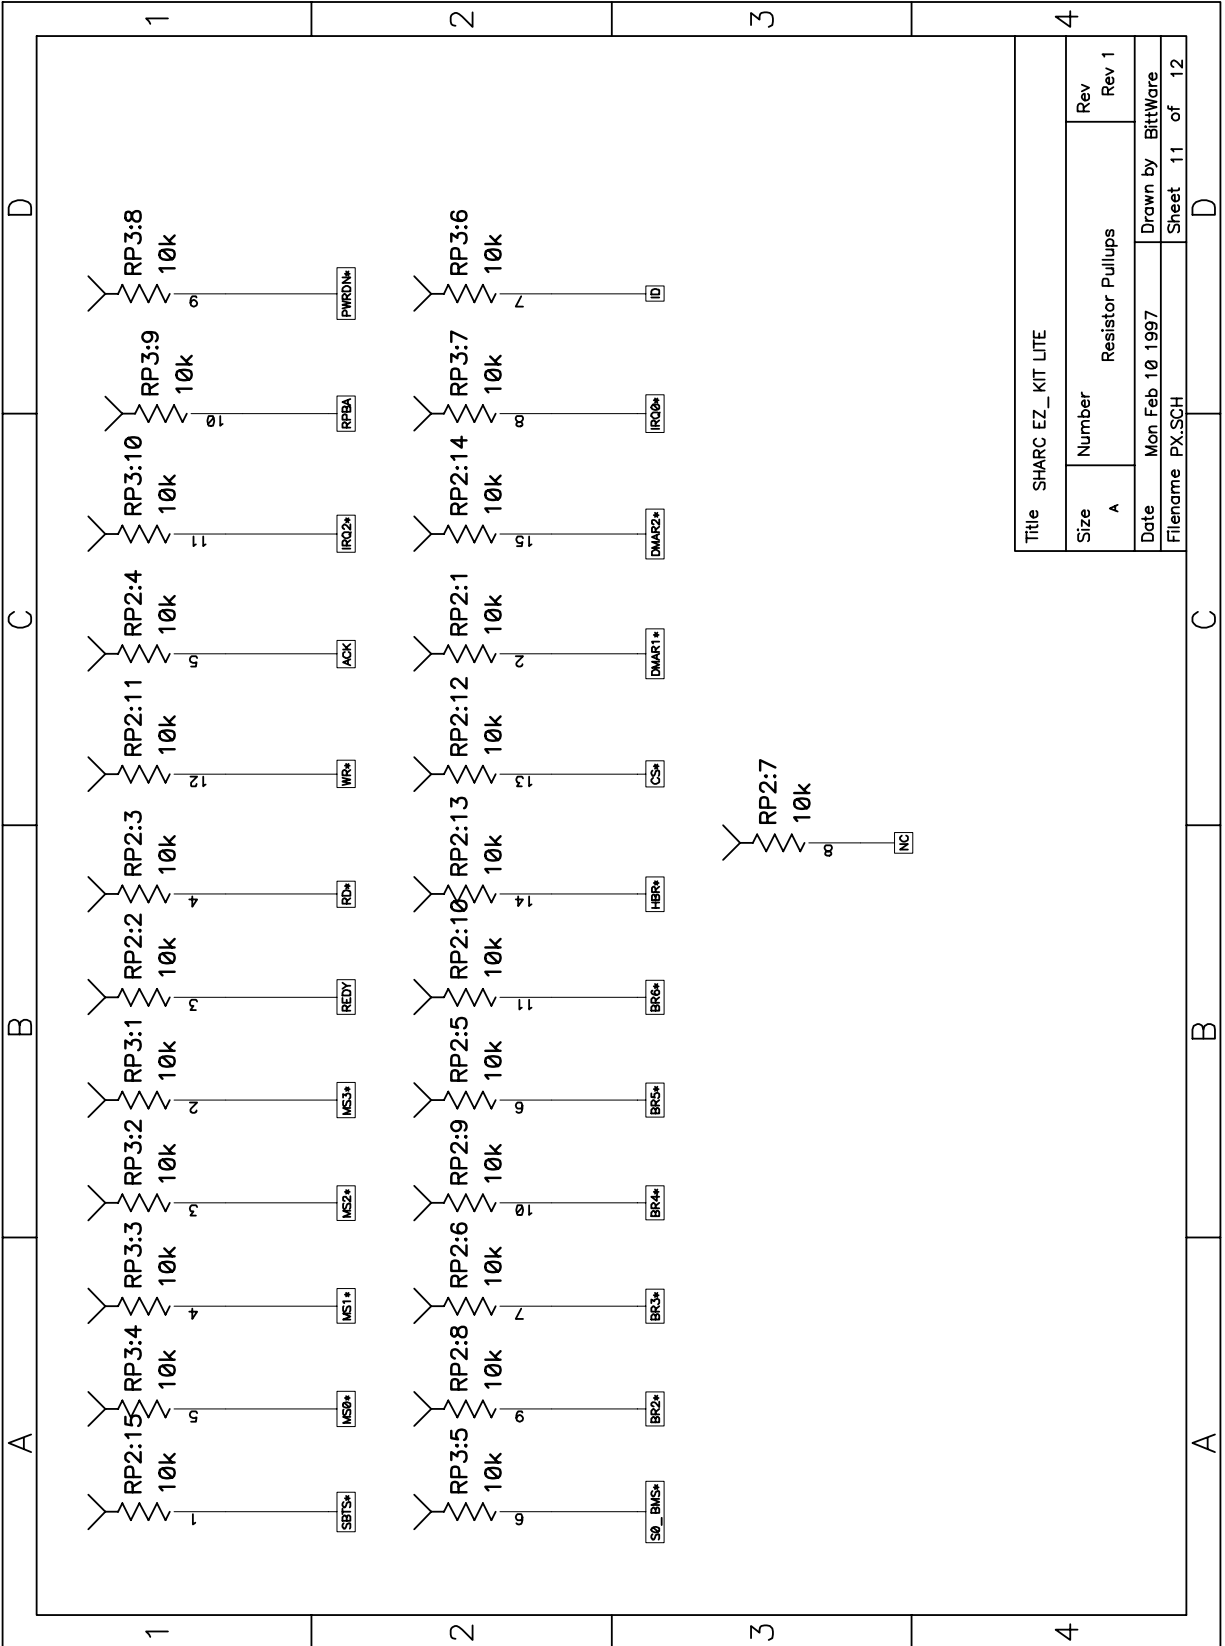 A
B
C
D
1
2
3
4
RP2:15
10k
1
SBTS*
RP3:4
10k
5
MS0*
RP3:3
10k
4
MS1*
RP3:2
10k
3
MS2*
RP3:1
10k
2
MS3*
RP2:2
10k
3
REDY
RP2:3
10k
4
RD*
RP2:11
10k
12
WR*
RP2:4
10k
5
ACK
RP3:10
10k
11
IRQ2*
RP3:9
10k
10
RPBA
RP3:8
10k
9
PWRDN*
RP3:5
10k
6
S0_BMS*
RP2:8
10k
9
BR2*
RP2:6
10k
7
BR3*
RP2:9
10k
10
BR4*
RP2:5
10k
6
BR5*
RP2:10
10k
11
BR6*
RP2:13
10k
14
HBR*
RP2:12
10k
13
CS*
RP2:1
10k
2
DMAR1*
RP2:14
10k
15
DMAR2*
RP3:7
10k
8
IRQ0*
RP3:6
10k
7
ID
RP2:7
10k
8
NC
Title SHARC EZ_KIT LITE
Size Number Rev
A Resistor Pullups Rev 1
Date Mon Feb 10 1997 Drawn by BittWare
Filename PX.SCH Sheet 11 of 12
1
2
3
4
A
B
C
D